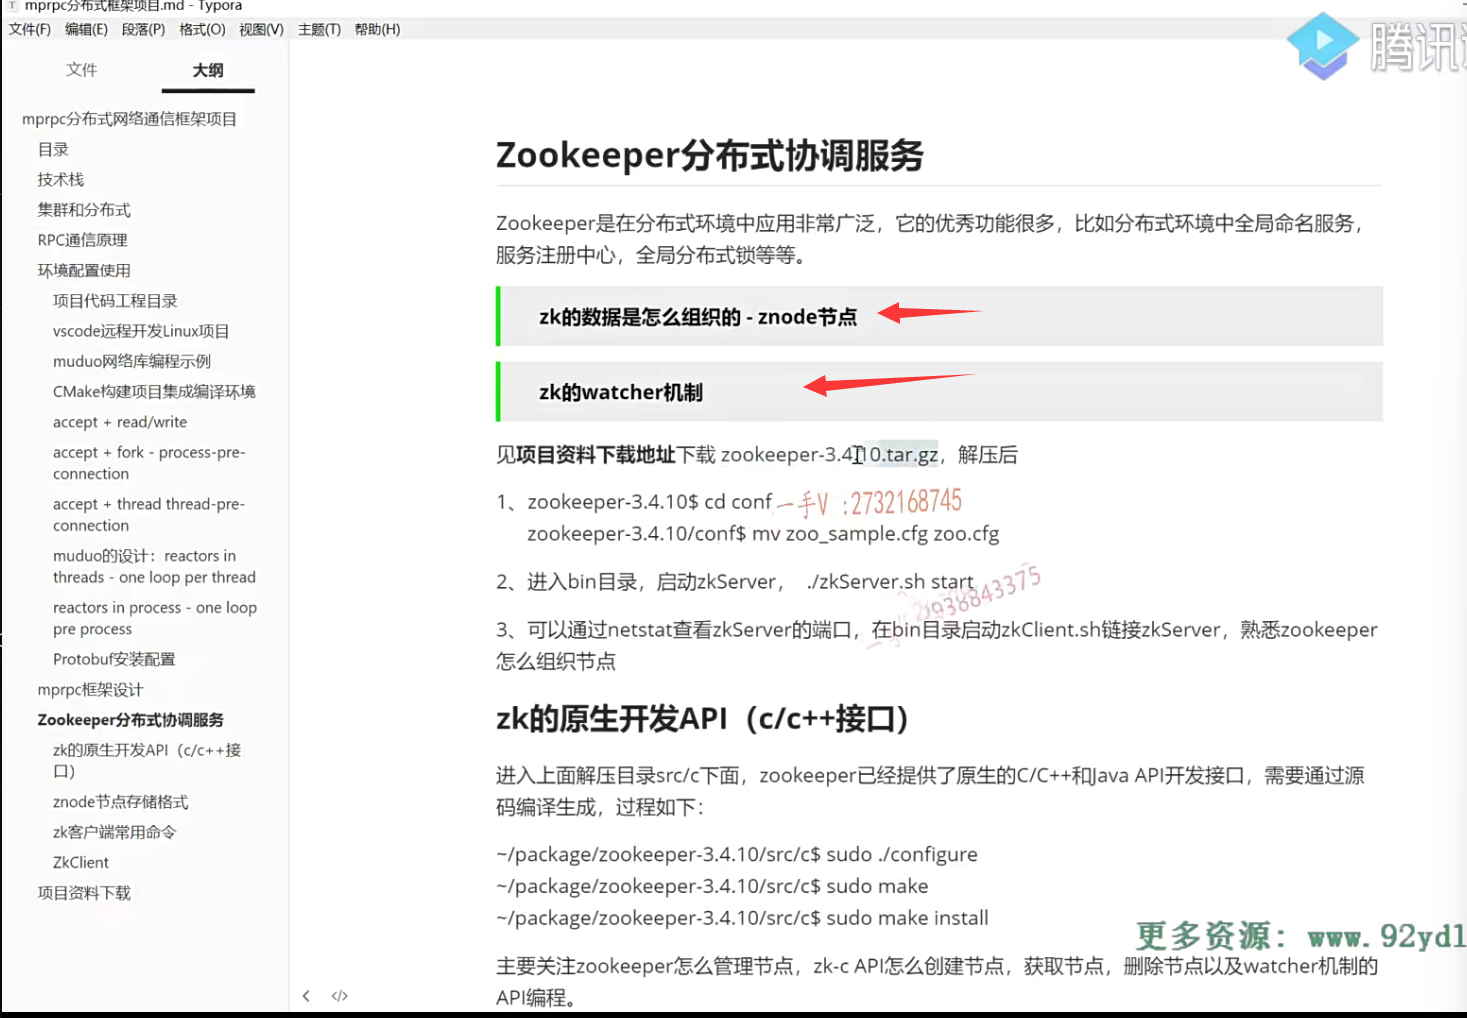 mprpc分布式框架项目.md - Typora
文件(F) 编辑(E) 段落(P) 格式(O) 视图(V) 主题(T) 帮助(H)
腾讯
文件 大纲
mprpc分布式网络通信框架项目
目录
技术栈
集群和分布式
RPC通信原理
环境配置使用
项目代码工程目录
vscode远程开发Linux项目
muduo网络库编程示例
CMake构建项目集成编译环境
accept + read/write
accept + fork - process-pre-
connection
accept + thread thread-pre-
connection
muduo的设计：reactors in
threads - one loop per thread
reactors in process - one loop
pre process
Protobuf安装配置
mprpc框架设计
Zookeeper分布式协调服务
zk的原生开发API（c/c++接
口）
znode节点存储格式
zk客户端常用命令
ZkClient
项目资料下载
Zookeeper分布式协调服务
Zookeeper是在分布式环境中应用非常广泛，它的优秀功能很多，比如分布式环境中全局命名服务，
服务注册中心，全局分布式锁等等。
zk的数据是怎么组织的 - znode节点
zk的watcher机制
见项目资料下载地址下载 zookeeper-3.4.10.tar.gz，解压后
1、zookeeper-3.4.10$ cd conf
一手V :2732168745
zookeeper-3.4.10/conf$ mv zoo_sample.cfg zoo.cfg
2、进入bin目录，启动zkServer， ./zkServer.sh start
3、可以通过netstat查看zkServer的端口，在bin目录启动zkClient.sh链接zkServer，熟悉zookeeper
怎么组织节点
zk的原生开发API（c/c++接口）
进入上面解压目录src/c下面，zookeeper已经提供了原生的C/C++和Java API开发接口，需要通过源
码编译生成，过程如下：
~/package/zookeeper-3.4.10/src/c$ sudo ./configure
~/package/zookeeper-3.4.10/src/c$ sudo make
~/package/zookeeper-3.4.10/src/c$ sudo make install
更多资源：www.92yd1
主要关注zookeeper怎么管理节点，zk-c API怎么创建节点，获取节点，删除节点以及watcher机制的
API编程。